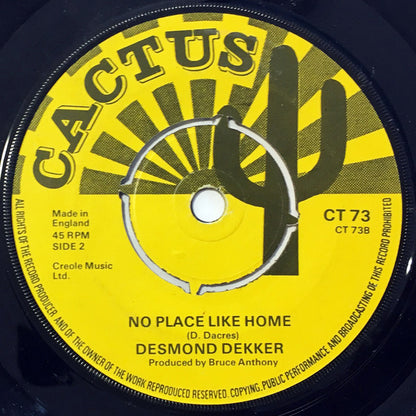 CACTUS
Made in
England
45 RPM
SIDE 2
Creole Music
Ltd.
CT 73
CT 73B
NO PLACE LIKE HOME
(D. Dacres)
DESMOND DEKKER
Produced by Bruce Anthony
ALL RIGHTS OF THE RECORD PRODUCER, AND OF THE OWNER OF THE WORK REPRODUCED RESERVED. COPYING, PUBLIC PERFORMANCE AND BROADCASTING OF THIS RECORD PROHIBITED